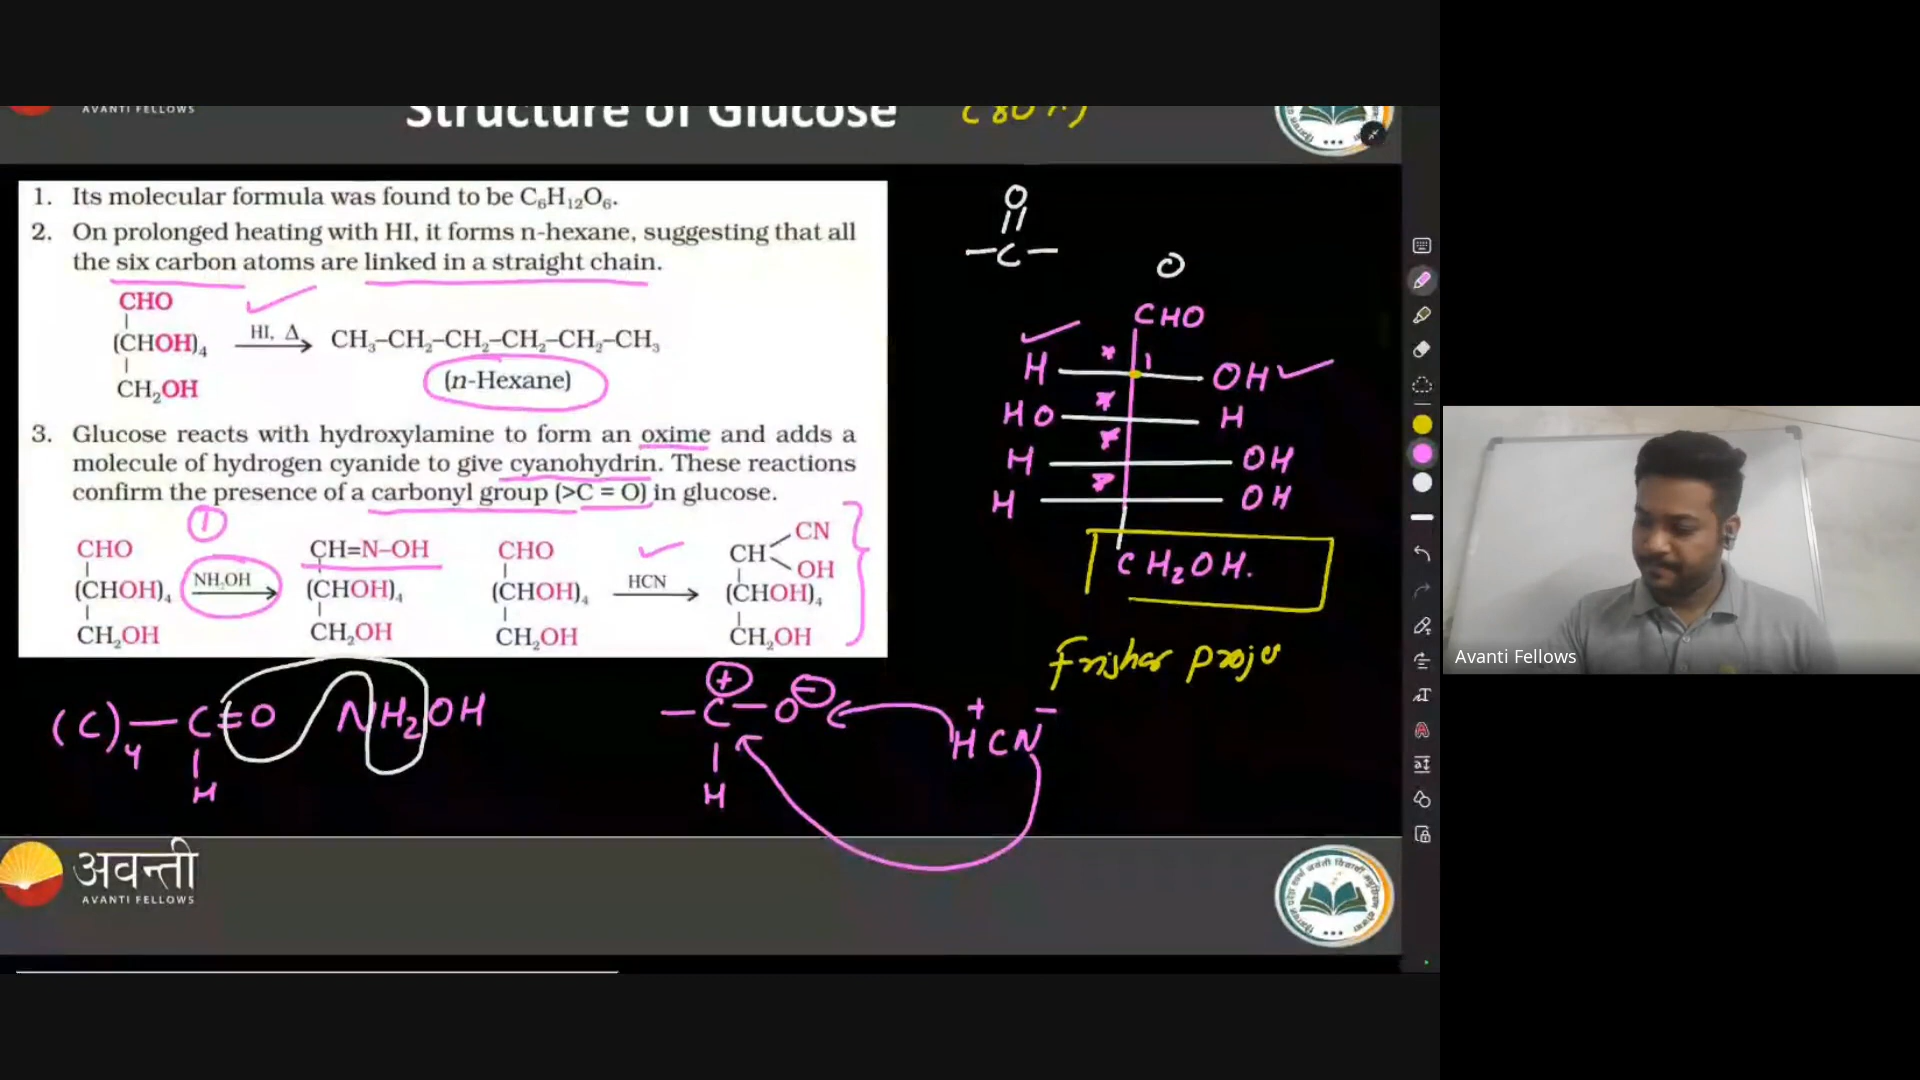 AVANTI FELLOWS
Structure of Glucose
1. Its molecular formula was found to be C₆H₁₂O₆.
2. On prolonged heating with HI, it forms n-hexane, suggesting that all
the six carbon atoms are linked in a straight chain.
CHO
(CHOH)₄ HI, Δ CH₃–CH₂–CH₂–CH₂–CH₂–CH₃
CH₂OH
(n-Hexane)
3. Glucose reacts with hydroxylamine to form an oxime and adds a
molecule of hydrogen cyanide to give cyanohydrin. These reactions
confirm the presence of a carbonyl group (>C = O) in glucose.
1
CHO CH=N–OH CHO CH CN
OH
(CHOH)₄ NH₂OH (CHOH)₄ (CHOH)₄ HCN (CHOH)₄
CH₂OH CH₂OH CH₂OH CH₂OH
O
–C–
O
CHO
H OH
HO H
H OH
H OH
CH₂OH.
(C)₄—C=O NH₂OH
H
—C—O HCN
H
अवन्ती
AVANTI FELLOWS
Avanti Fellows